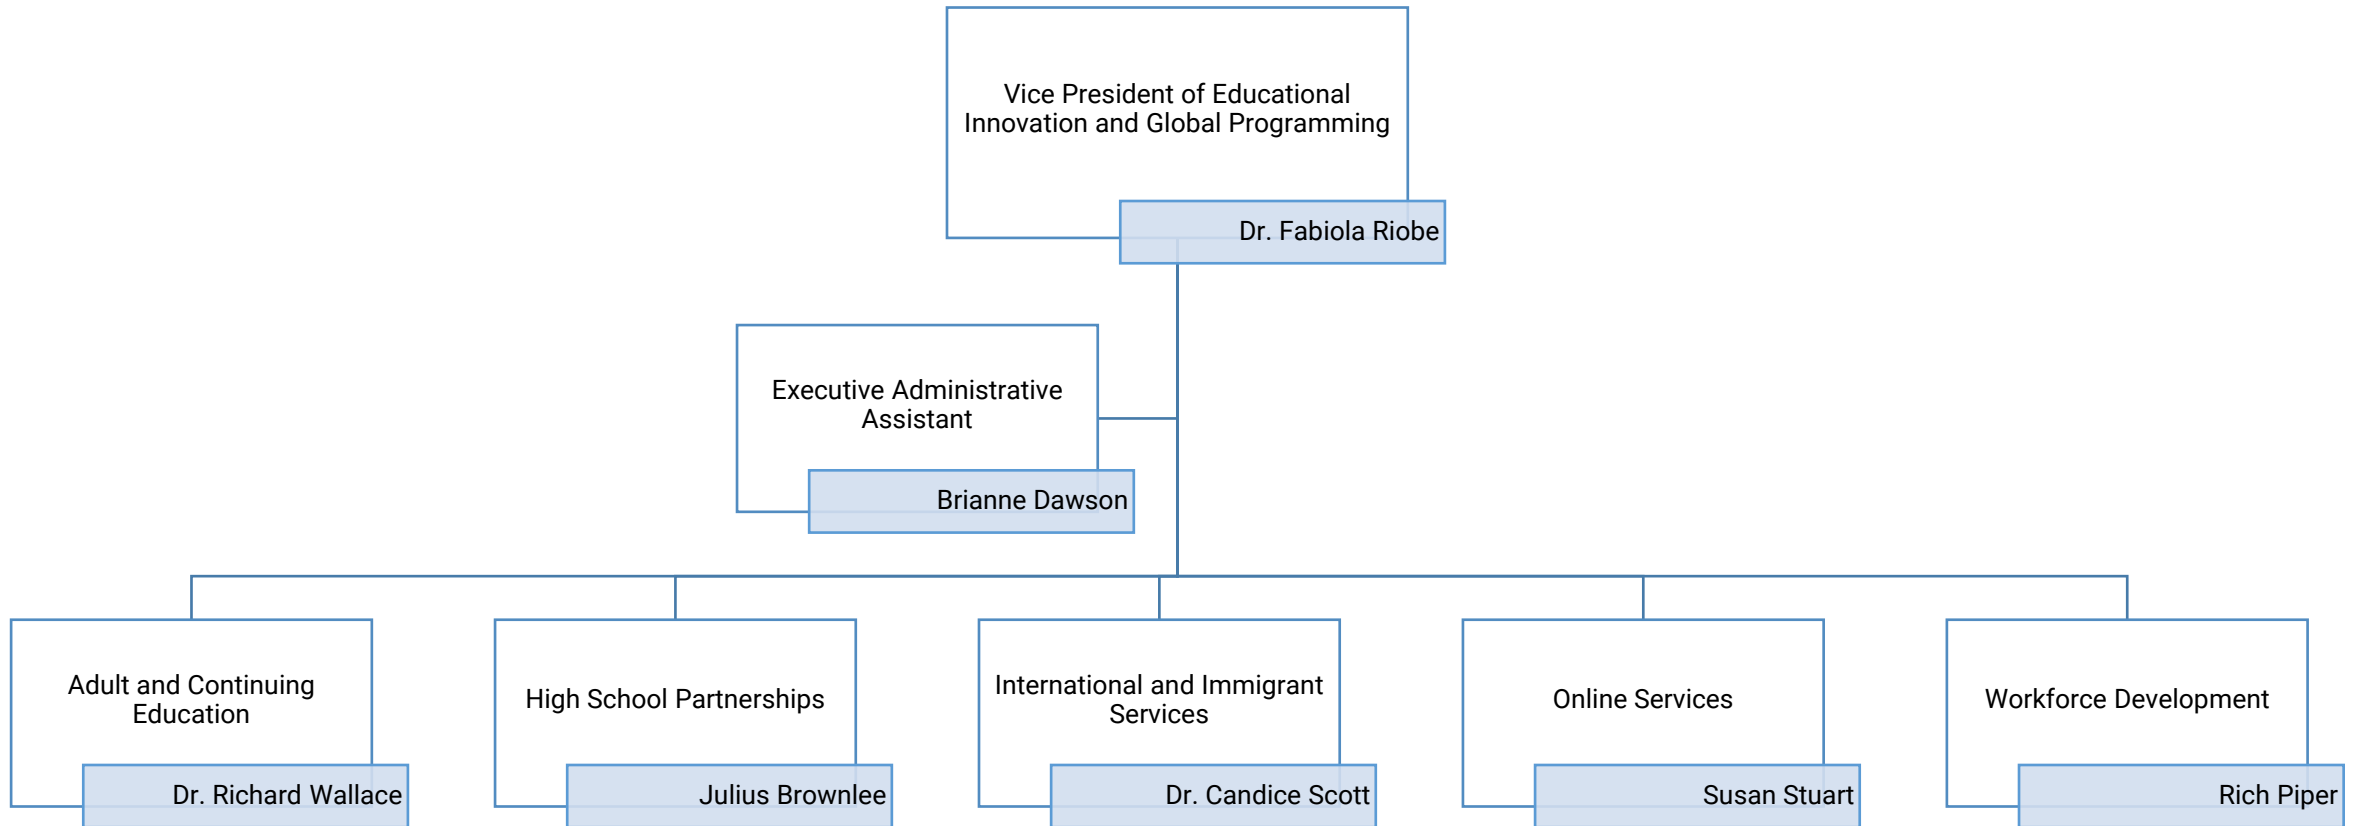 Vice President of Educational
Innovation and Global Programming
Dr. Fabiola Riobe
Executive Administrative
Assistant
Brianne Dawson
Adult and Continuing
Education
Dr. Richard Wallace
High School Partnerships
Julius Brownlee
International and Immigrant
Services
Dr. Candice Scott
Online Services
Susan Stuart
Workforce Development
Rich Piper